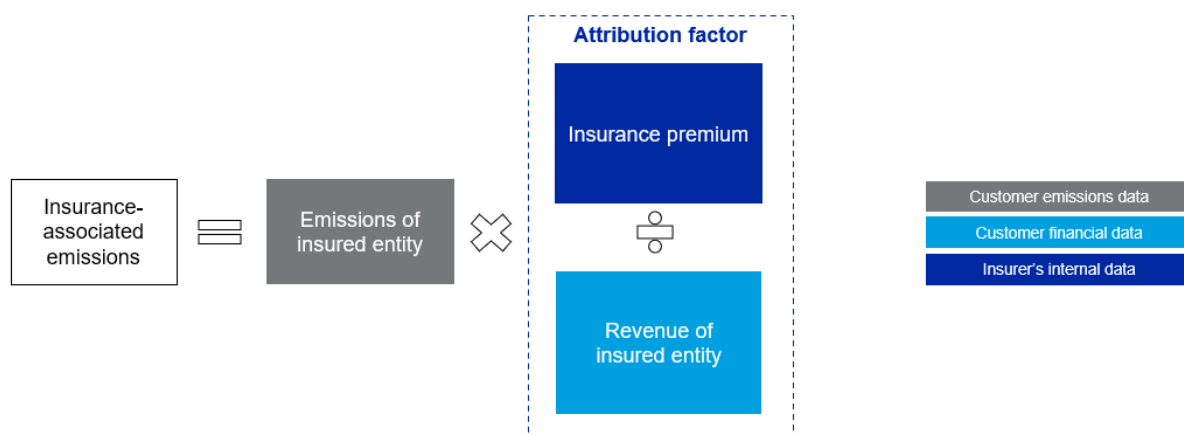 Attribution factor
Insurance premium
Insurance-
associated
emissions
Emissions of
insured entity
Revenue of
insured entity
Customer emissions data
Customer financial data
Insurer's internal data